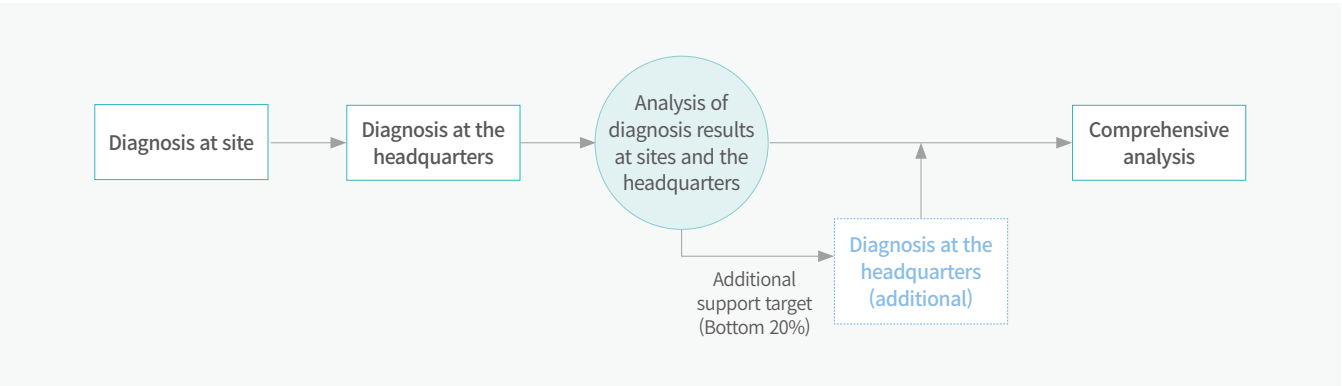 Diagnosis at site
Diagnosis at the
headquarters
Analysis of
diagnosis results
at sites and the
headquarters
Additional
support target
(Bottom 20%)
Diagnosis at the
headquarters
(additional)
Comprehensive
analysis